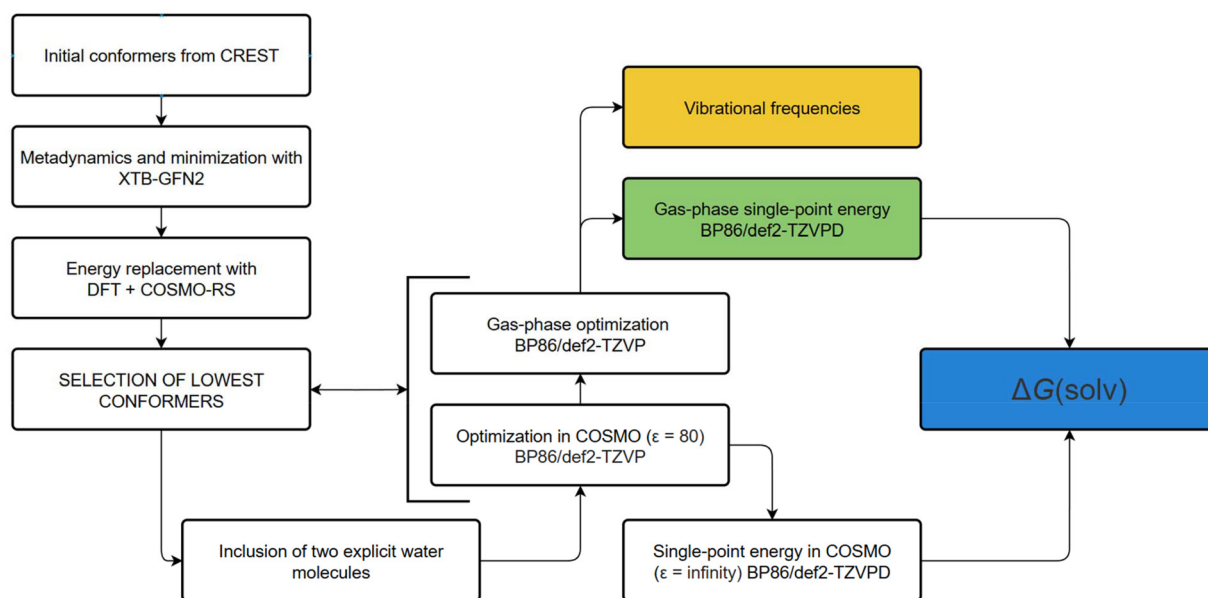 Initial conformers from CREST
Metadynamics and minimization with
XTB-GFN2
Energy replacement with
DFT + COSMO-RS
SELECTION OF LOWEST
CONFORMERS
Inclusion of two explicit water
molecules
Vibrational frequencies
Gas-phase single-point energy
BP86/def2-TZVPD
Gas-phase optimization
BP86/def2-TZVP
Optimization in COSMO (ε = 80)
BP86/def2-TZVP
Single-point energy in COSMO
(ε = infinity) BP86/def2-TZVPD
ΔG(solv)